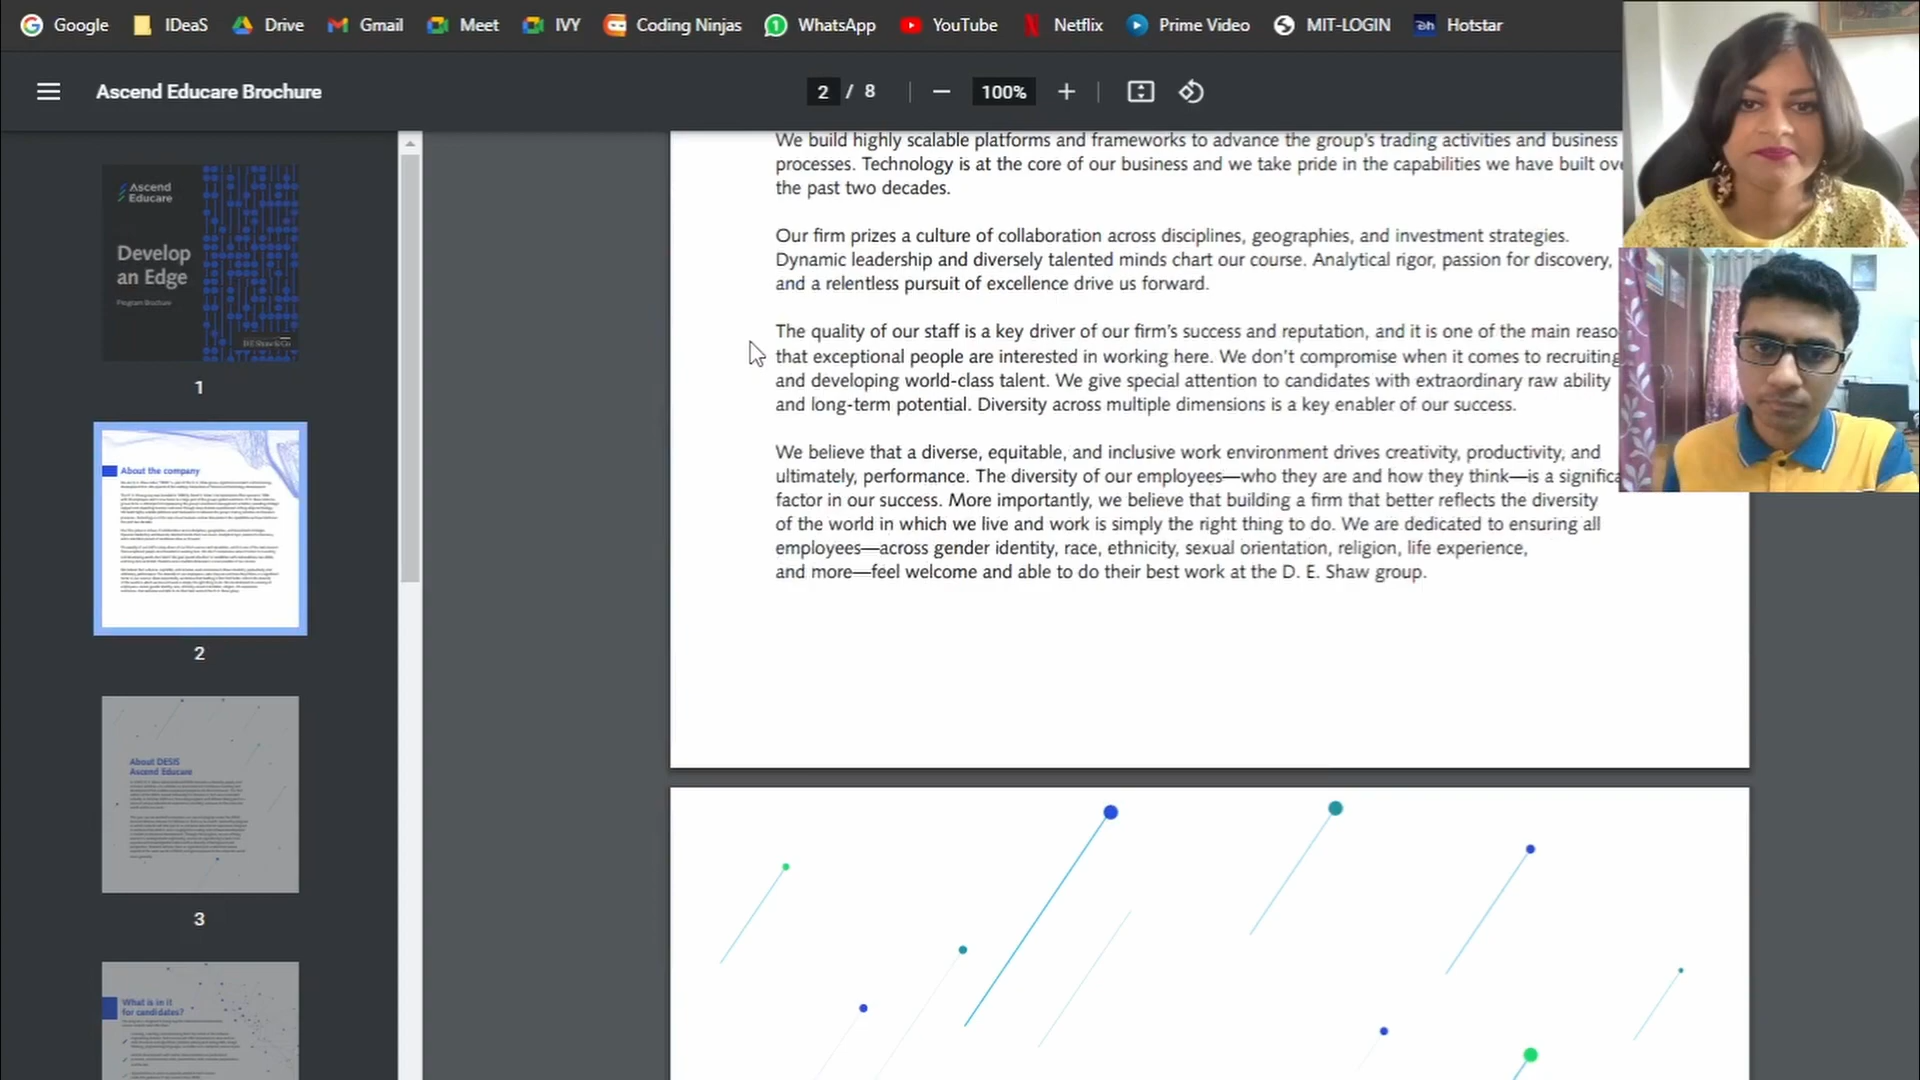 Google
IDeaS
Drive
Gmail
Meet
IVY
Coding Ninjas
WhatsApp
YouTube
Netflix
Prime Video
MIT-LOGIN
Hotstar
Ascend Educare Brochure
2 / 8
100%
Ascend
Educare
Develop
an Edge
Program Brochure
1
About the company
2
About DESIS
Ascend Educare
3
What is in it
for candidates?
We build highly scalable platforms and frameworks to advance the group's trading activities and business
processes. Technology is at the core of our business and we take pride in the capabilities we have built ov
the past two decades.
Our firm prizes a culture of collaboration across disciplines, geographies, and investment strategies.
Dynamic leadership and diversely talented minds chart our course. Analytical rigor, passion for discovery,
and a relentless pursuit of excellence drive us forward.
The quality of our staff is a key driver of our firm's success and reputation, and it is one of the main reaso
that exceptional people are interested in working here. We don't compromise when it comes to recruiting
and developing world-class talent. We give special attention to candidates with extraordinary raw ability
and long-term potential. Diversity across multiple dimensions is a key enabler of our success.
We believe that a diverse, equitable, and inclusive work environment drives creativity, productivity, and
ultimately, performance. The diversity of our employees—who they are and how they think—is a significa
factor in our success. More importantly, we believe that building a firm that better reflects the diversity
of the world in which we live and work is simply the right thing to do. We are dedicated to ensuring all
employees—across gender identity, race, ethnicity, sexual orientation, religion, life experience,
and more—feel welcome and able to do their best work at the D. E. Shaw group.